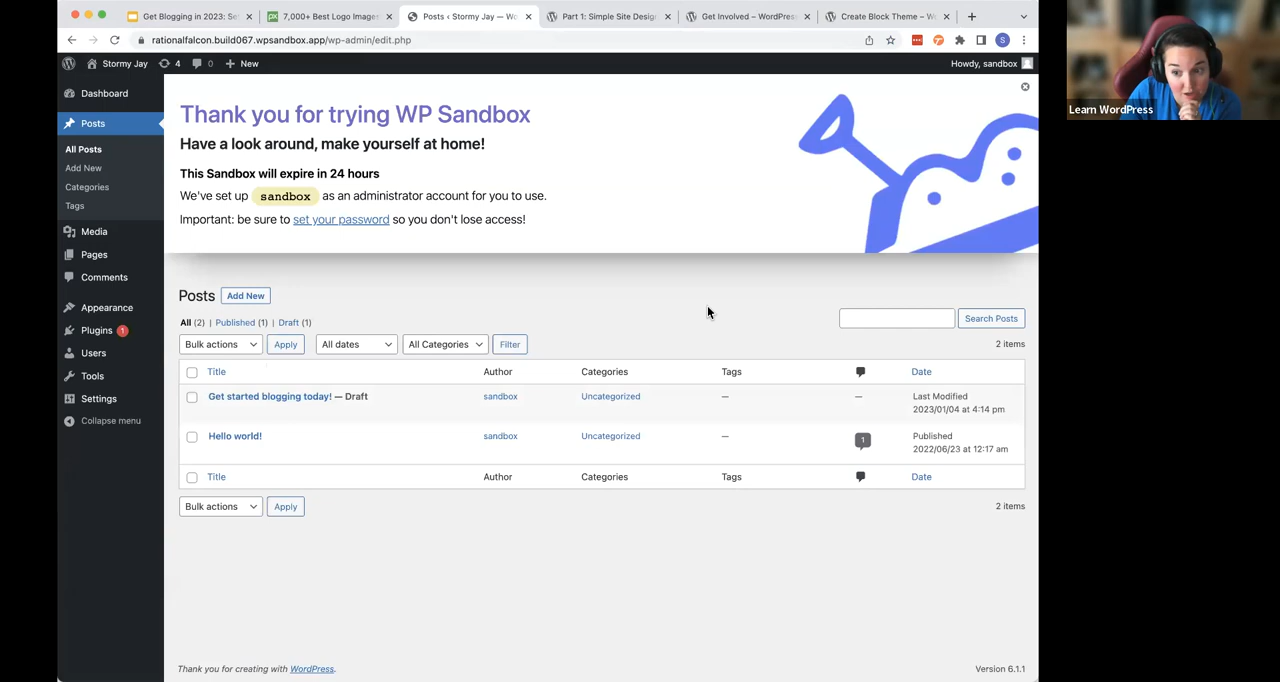 Get Blogging in 2023: Se
7,000+ Best Logo Images
Posts ‹ Stormy Jay — Wo
Part 1: Simple Site Desig
Get Involved – WordPres
Create Block Theme – W
rationalfalcon.build067.wpsandbox.app/wp-admin/edit.php
S
Stormy Jay
4
0
New
Howdy, sandbox
Learn WordPress
Dashboard
Posts
All Posts
Add New
Categories
Tags
Media
Pages
Comments
Appearance
Plugins 1
Users
Tools
Settings
Collapse menu
Thank you for trying WP Sandbox
Have a look around, make yourself at home!
This Sandbox will expire in 24 hours
We've set up sandbox as an administrator account for you to use.
Important: be sure to set your password so you don't lose access!
Posts Add New
All (2) | Published (1) | Draft (1)
Search Posts
Bulk actions Apply All dates All Categories Filter
2 items
Title Author Categories Tags Date
Get started blogging today! — Draft sandbox Uncategorized — — Last Modified
2023/01/04 at 4:14 pm
Hello world! sandbox Uncategorized — 1 Published
2022/06/23 at 12:17 am
Title Author Categories Tags Date
Bulk actions Apply 2 items
Thank you for creating with WordPress.
Version 6.1.1